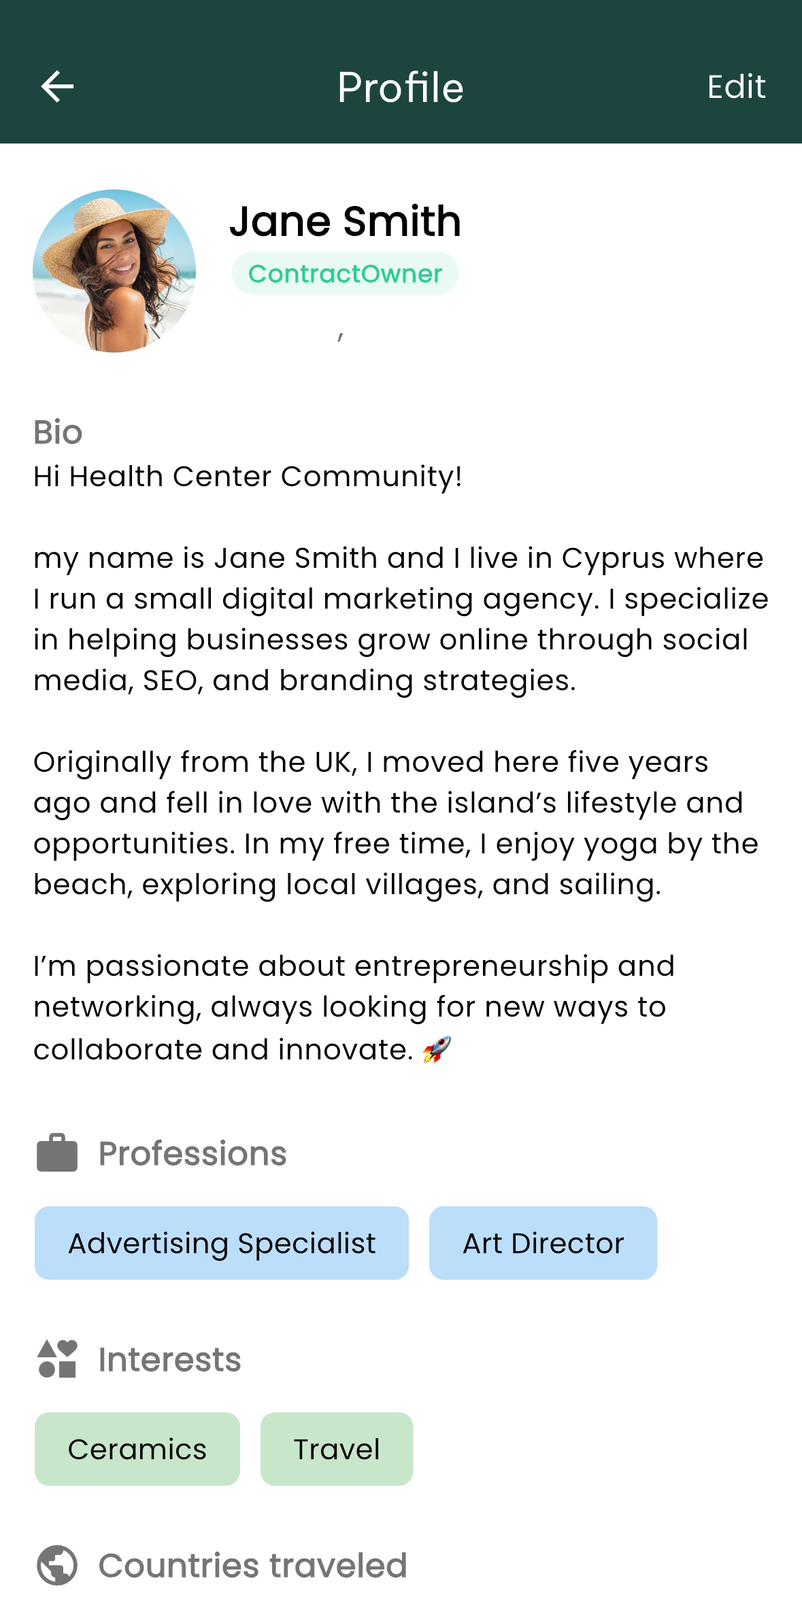 Profile
Edit
Jane Smith
ContractOwner
,
Bio
Hi Health Center Community!
my name is Jane Smith and I live in Cyprus where
I run a small digital marketing agency. I specialize
in helping businesses grow online through social
media, SEO, and branding strategies.
Originally from the UK, I moved here five years
ago and fell in love with the island’s lifestyle and
opportunities. In my free time, I enjoy yoga by the
beach, exploring local villages, and sailing.
I’m passionate about entrepreneurship and
networking, always looking for new ways to
collaborate and innovate. 🚀
Professions
Advertising Specialist
Art Director
Interests
Ceramics
Travel
Countries traveled